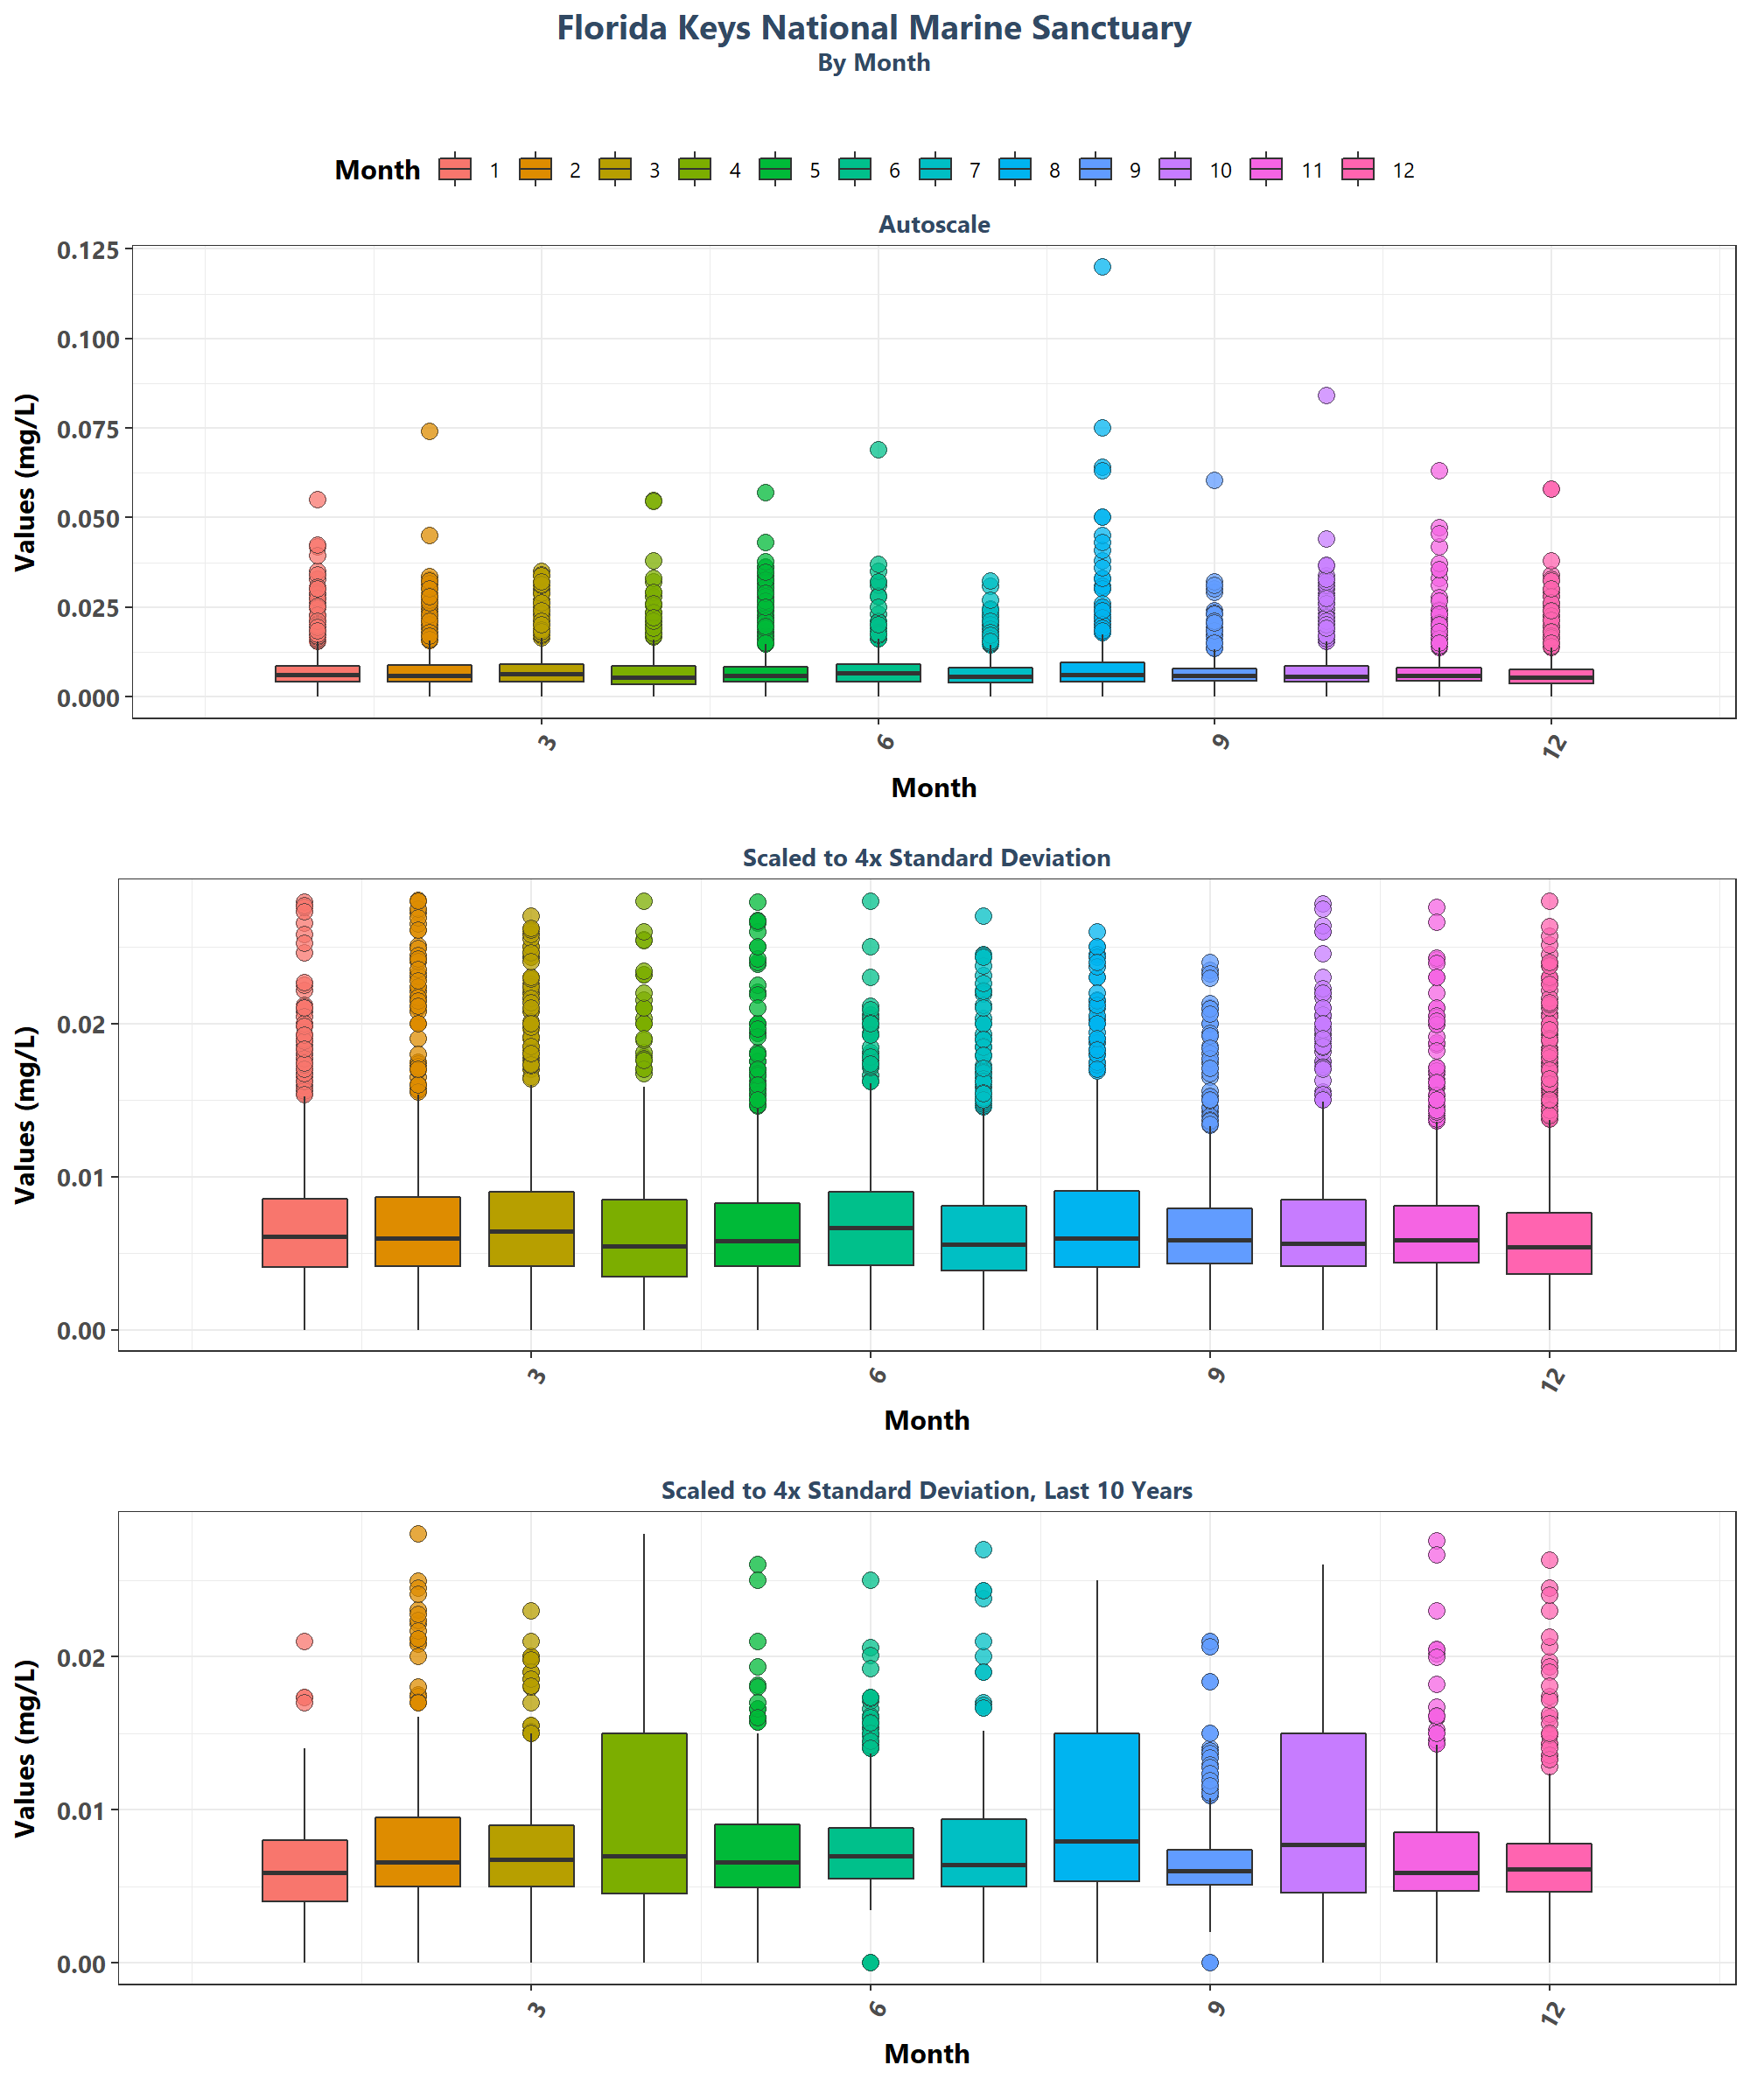 Florida Keys National Marine Sanctuary
By Month
Month 1 2 3 4 5 6 7 8 9 10 11 12
Autoscale
Values (mg/L)
0.125
0.100
0.075
0.050
0.025
0.000
3 6 9 12
Month
Scaled to 4x Standard Deviation
Values (mg/L)
0.02
0.01
0.00
3 6 9 12
Month
Scaled to 4x Standard Deviation, Last 10 Years
Values (mg/L)
0.02
0.01
0.00
3 6 9 12
Month